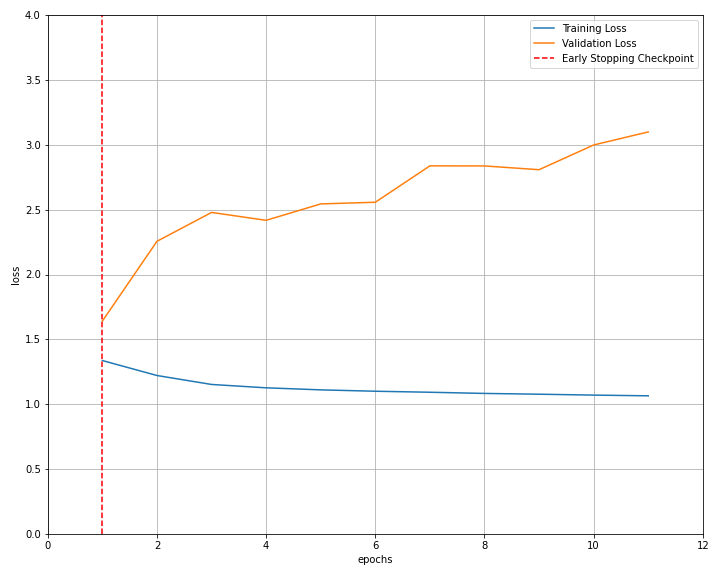 4.0
3.5
3.0
2.5
2.0
1.5
1.0
0.5
0.0
loss
Training Loss
Validation Loss
Early Stopping Checkpoint
0 2 4 6 8 10 12
epochs